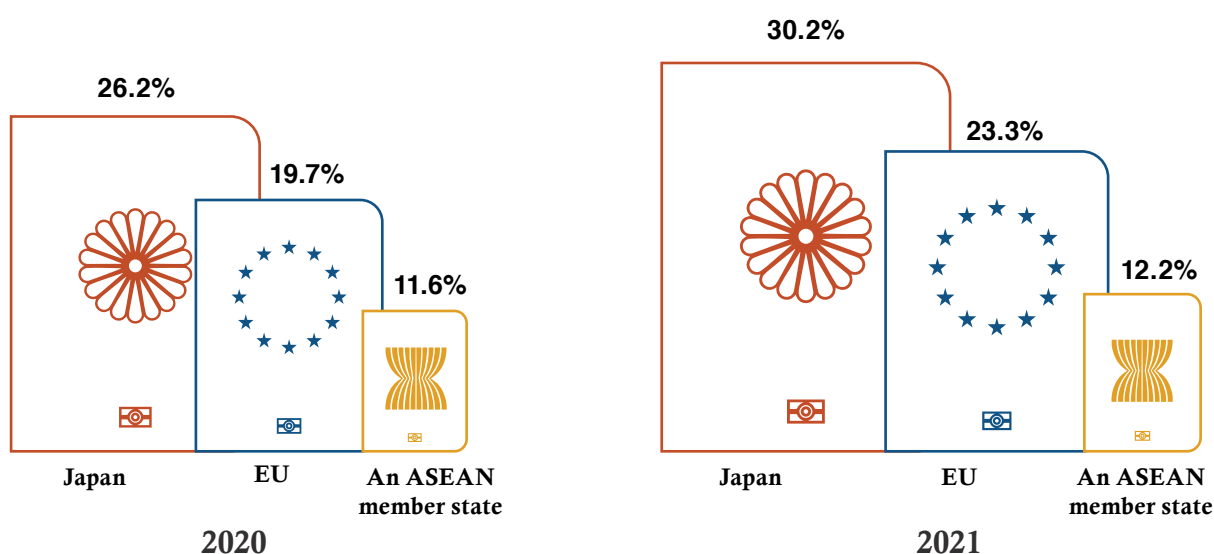 26.2%
19.7%
11.6%
Japan
EU
An ASEAN
member state
2020
30.2%
23.3%
12.2%
Japan
EU
An ASEAN
member state
2021